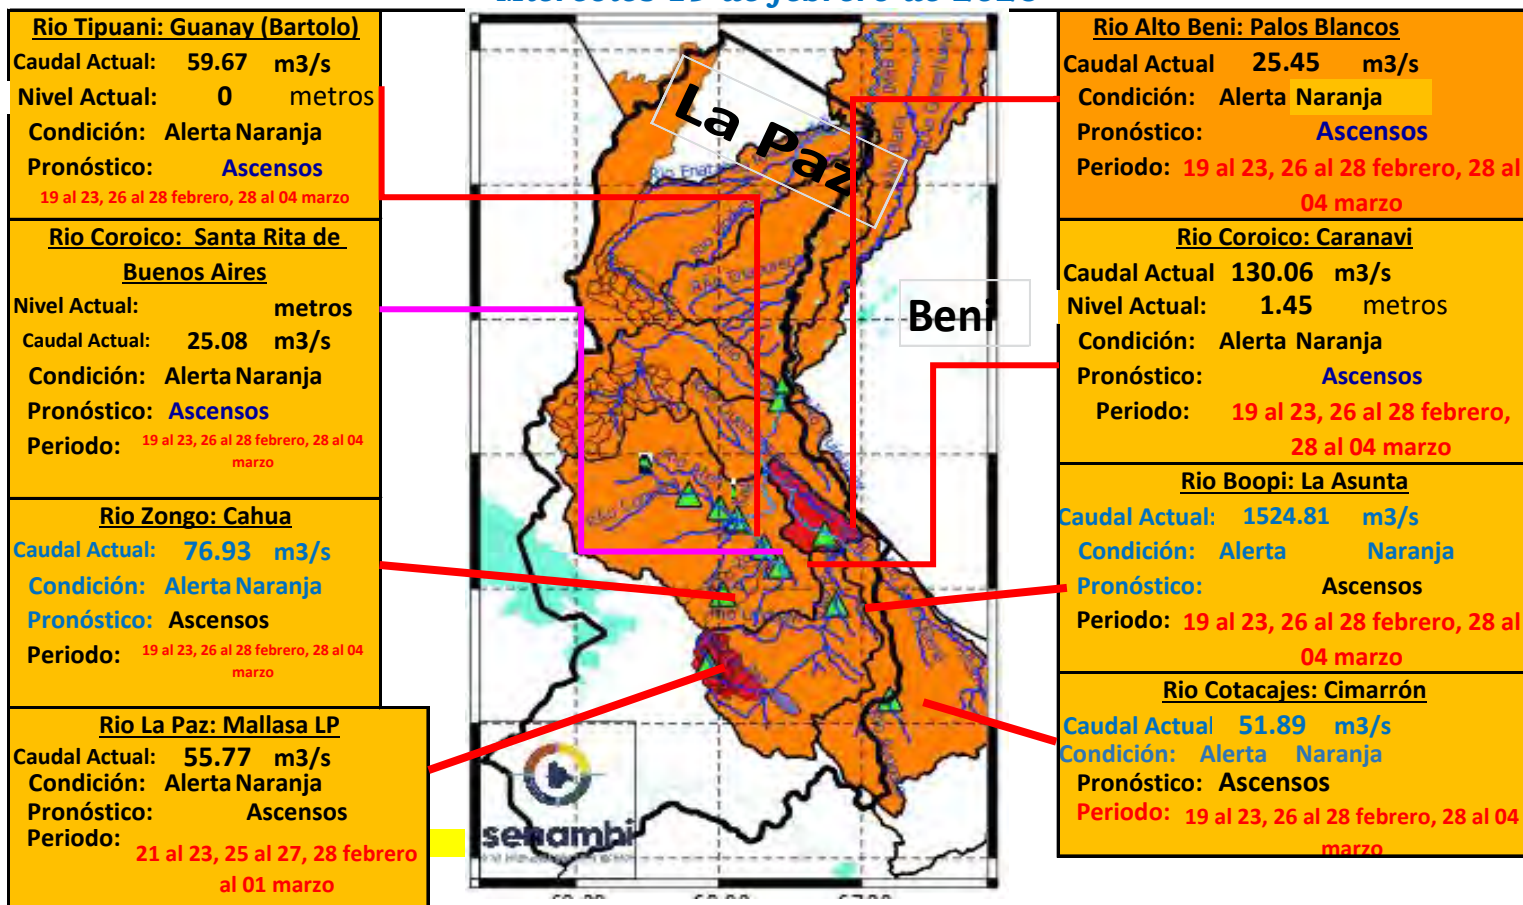 Rio Tipuani: Guanay (Bartolo)
Caudal Actual: 59.67 m3/s
Nivel Actual: 0 metros
Condición: Alerta Naranja
Pronóstico: Ascensos
19 al 23, 26 al 28 febrero, 28 al 04 marzo
Rio Coroico: Santa Rita de
Buenos Aires
Nivel Actual: metros
Caudal Actual: 25.08 m3/s
Condición: Alerta Naranja
Pronóstico: Ascensos
Periodo: 19 al 23, 26 al 28 febrero, 28 al 04
marzo
Rio Zongo: Cahua
Caudal Actual: 76.93 m3/s
Condición: Alerta Naranja
Pronóstico: Ascensos
Periodo: 19 al 23, 26 al 28 febrero, 28 al 04
marzo
Rio La Paz: Mallasa LP
Caudal Actual: 55.77 m3/s
Condición: Alerta Naranja
Pronóstico: Ascensos
Periodo:
21 al 23, 25 al 27, 28 febrero
al 01 marzo
La Paz
Beni
senamhi
Rio Alto Beni: Palos Blancos
Caudal Actual 25.45 m3/s
Condición: Alerta Naranja
Pronóstico: Ascensos
Periodo: 19 al 23, 26 al 28 febrero, 28 al
04 marzo
Rio Coroico: Caranavi
Caudal Actual 130.06 m3/s
Nivel Actual: 1.45 metros
Condición: Alerta Naranja
Pronóstico: Ascensos
Periodo: 19 al 23, 26 al 28 febrero,
28 al 04 marzo
Rio Boopi: La Asunta
Caudal Actual: 1524.81 m3/s
Condición: Alerta Naranja
Pronóstico: Ascensos
Periodo: 19 al 23, 26 al 28 febrero, 28 al
04 marzo
Rio Cotacajes: Cimarrón
Caudal Actual 51.89 m3/s
Condición: Alerta Naranja
Pronóstico: Ascensos
Periodo: 19 al 23, 26 al 28 febrero, 28 al 04
marzo